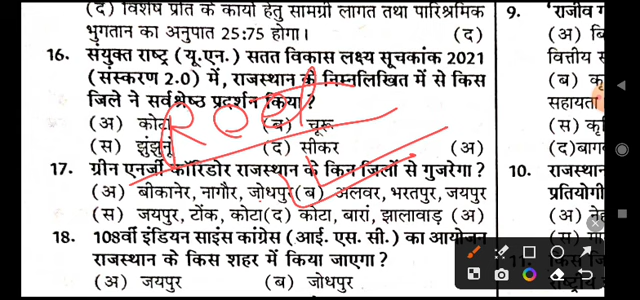 (द) विशेष प्रांत के कार्यो हेतु सामग्री लागत तथा पारिश्रमिक
भुगतान का अनुपात 25:75 होगा। (द)
16. संयुक्त राष्ट्र (यू.एन.) सतत विकास लक्ष्य सूचकांक 2021
(संस्करण 2.0) में, राजस्थान के निम्नलिखित में से किस
जिले ने सर्वश्रेष्ठ प्रदर्शन किया?
(अ) कोटा (ब) चूरू
(स) झुंझुनू (द) सीकर (अ)
17. ग्रीन एनर्जी कॉरिडोर राजस्थान के किन जिलों से गुजरेगा?
(अ) बीकानेर, नागौर, जोधपुर (ब) अलवर, भरतपुर, जयपुर
(स) जयपुर, टोंक, कोटा (द) कोटा, बारां, झालावाड़ (अ)
18. 108वीं इंडियन साइंस कांग्रेस (आई. एस. सी.) का आयोजन
राजस्थान के किस शहर में किया जाएगा?
(अ) जयपुर (ब) जोधपुर
9. 'राजीव ग
(अ)
वित्तीय स
(ब) कृ
सहायता
(स) कृ
(द) बाग
10. राजस्था
प्रतियोगी
(अ) ने
11. किस जि
राष्ट्रीय